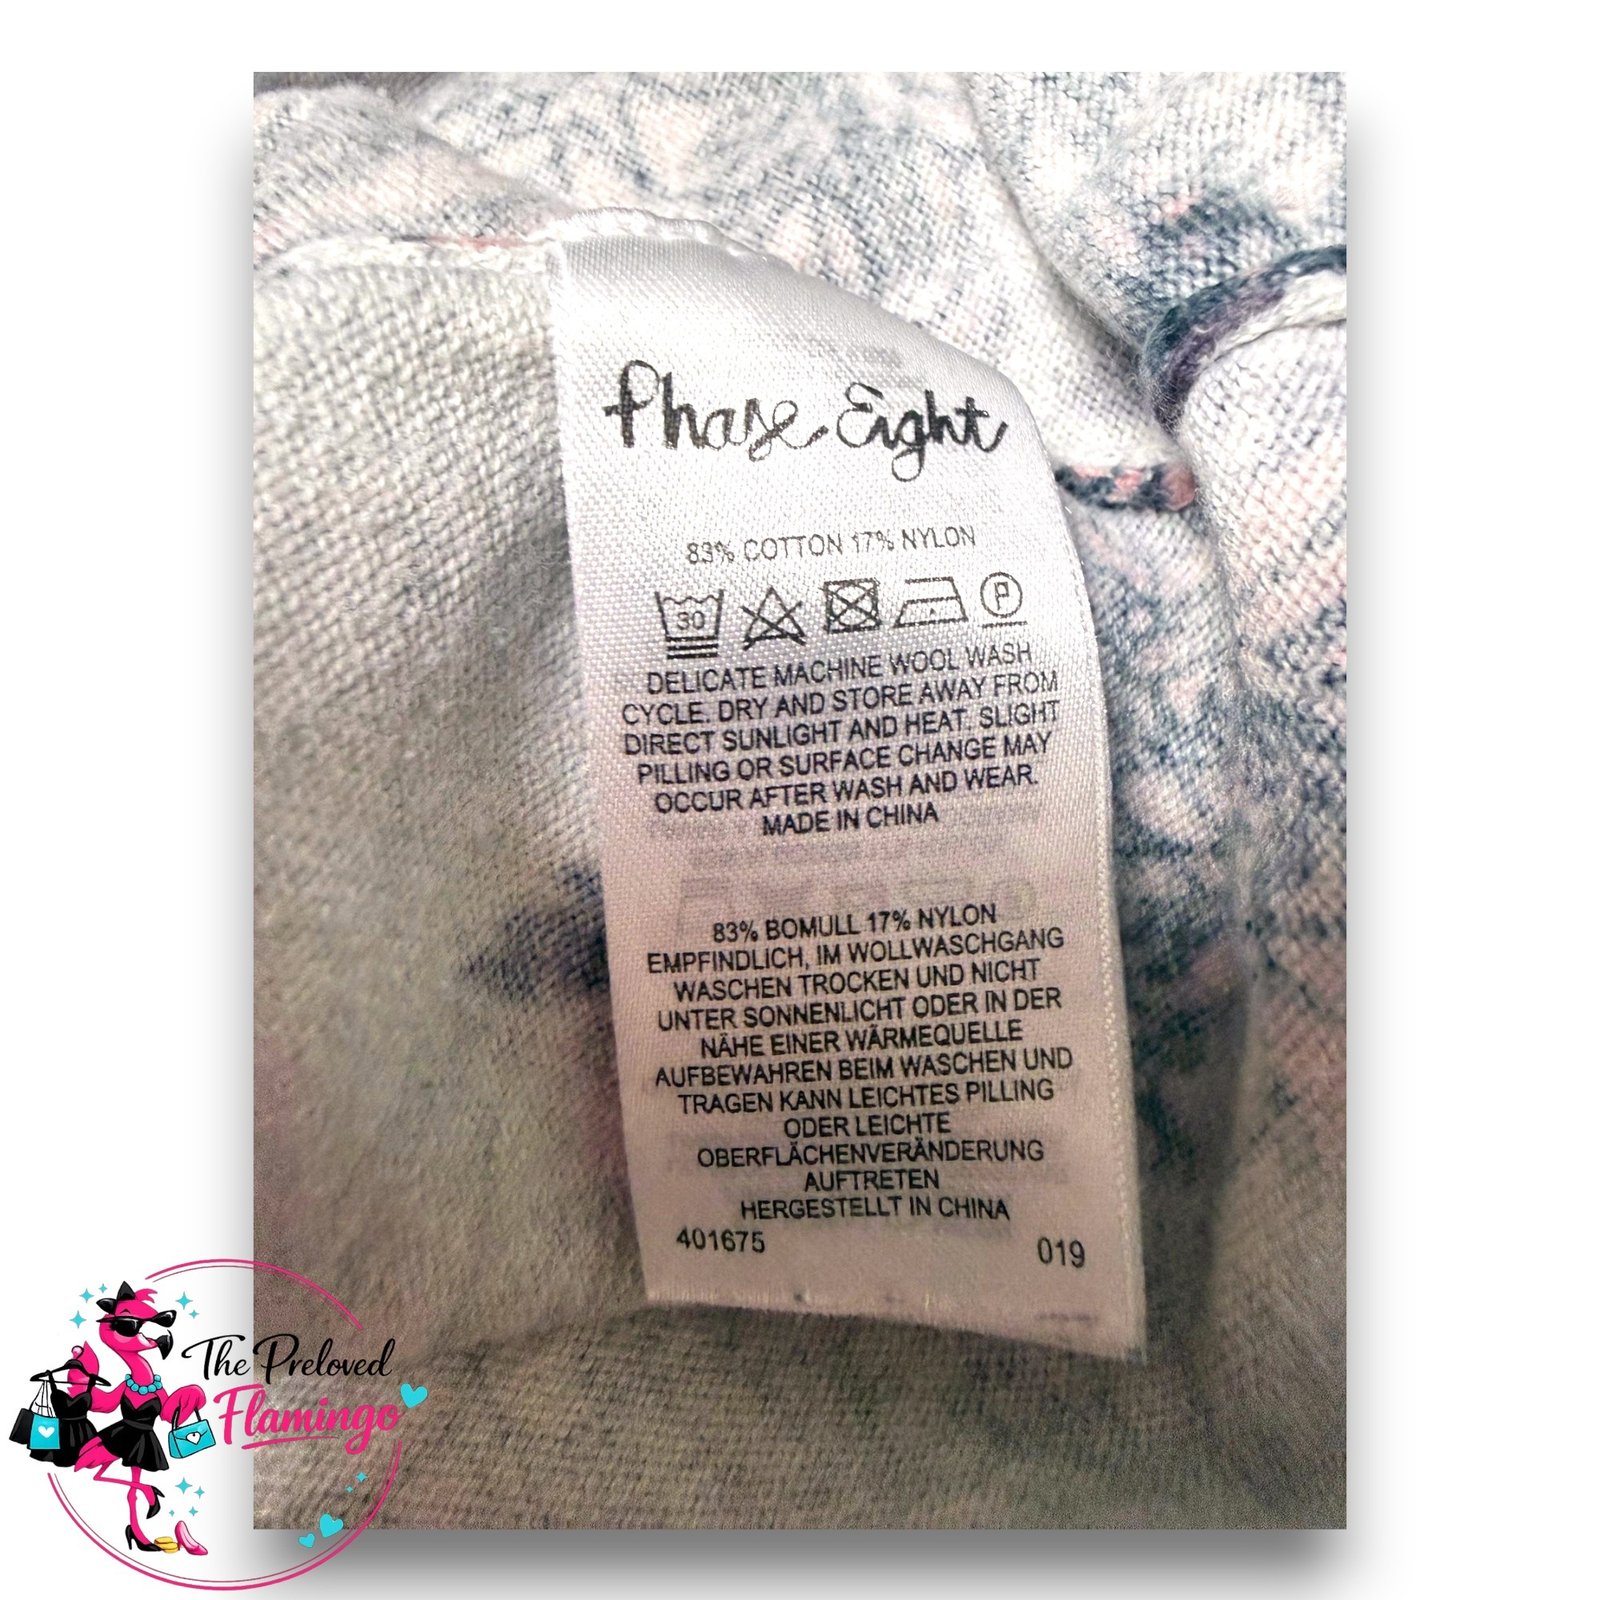 Phase Eight
83% COTTON 17% NYLON
30
P
DELICATE MACHINE WOOL WASH
CYCLE. DRY AND STORE AWAY FROM
DIRECT SUNLIGHT AND HEAT. SLIGHT
PILLING OR SURFACE CHANGE MAY
OCCUR AFTER WASH AND WEAR.
MADE IN CHINA
83% BOMULL 17% NYLON
EMPFINDLICH, IM WOLLWASCHGANG
WASCHEN TROCKEN UND NICHT
UNTER SONNENLICHT ODER IN DER
NÄHE EINER WÄRMEQUELLE
AUFBEWAHREN BEIM WASCHEN UND
TRAGEN KANN LEICHTES PILLING
ODER LEICHTE
OBERFLÄCHENVERÄNDERUNG
AUFTRETEN
HERGESTELLT IN CHINA
401675 019
The Preloved
Flamingo